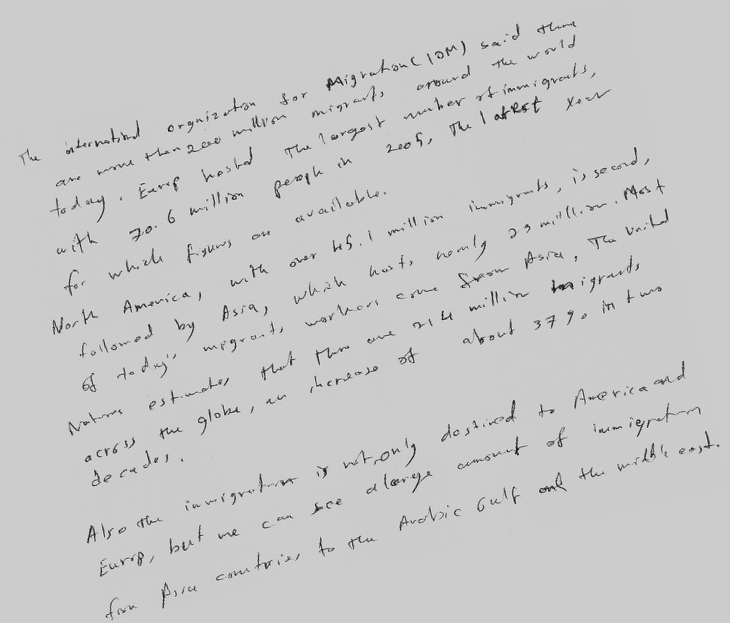 The international orgnization for Migration (IOM) said there
are more than 200 million migrants around the world
today. Europ hosted The largest number of immigrants,
with 70.6 million people in 2005, The latest year
for which figures are available.
North America, with over 45.1 million immigrants, is second,
followed by Asia, which hosts nearly 25 million. Most
of today's migrants workers come from Asia, The United
Nations estimates that there are 214 million migrants
across the globe, an increase of about 37% in two
decades.
Also the immigration is not only destined to America and
Europ, but we can see a large amount of immigration
from Asia countries to the Arabic Gulf and the middle east.